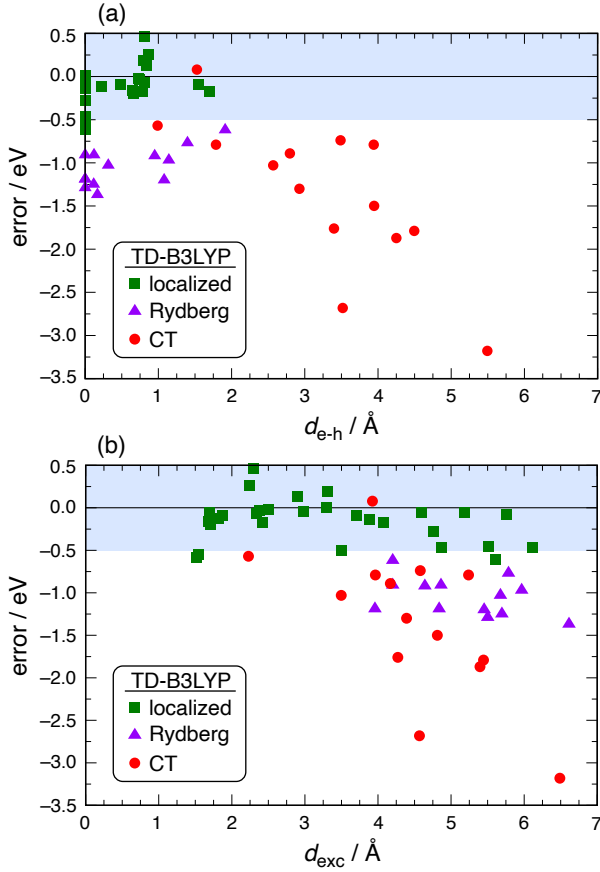 (a)
0.5
0.0
−0.5
−1.0
−1.5
−2.0
−2.5
−3.0
−3.5
error / eV
TD-B3LYP
localized
Rydberg
CT
0 1 2 3 4 5 6 7
d e-h / Å
(b)
0.5
0.0
−0.5
−1.0
−1.5
−2.0
−2.5
−3.0
−3.5
error / eV
TD-B3LYP
localized
Rydberg
CT
0 1 2 3 4 5 6 7
d exc / Å